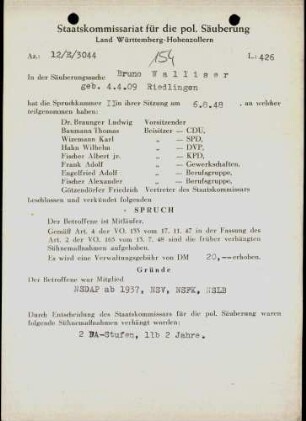 Staatskommissariat für die pol. Säuberung
Land Württemberg-Hohenzollern
Az.: 12/B/3044 154 L: 426
In der Säuberungssache Bruno Walliser
geb. 4.4.09 Riedlingen
hat die Spruchkammer II in ihrer Sitzung am 6.8.48, an welcher
teilgenommen haben:
Dr. Braunger Ludwig Vorsitzender
Baumann Thomas Beisitzer — CDU,
Wizemann Karl „ — SPD,
Hahn Wilhelm „ — DVP,
Fischer Albert jr. „ — KPD,
Frank Adolf „ — Gewerkschaften,
Engelfried Adolf „ — Berufsgruppe,
Fischer Alexander „ — Berufsgruppe,
Götzendörfer Friedrich Vertreter des Staatskommissars
beschlossen und verkündet folgenden
- SPRUCH
Der Betroffene ist Mitläufer.
Gemäß Art. 4 der VO. 133 vom 17. 11. 47 in der Fassung des
Art. 2 der VO. 165 vom 13. 7. 48 sind die früher verhängten
Sühnemaßnahmen aufgehoben.
Es wird eine Verwaltungsgebühr von DM 20,-- erhoben.
Gründe
Der Betroffene war Mitglied
NSDAP ab 1937, NSV, NSFK, NSLB
Durch Entscheidung des Staatskommissars für die pol. Säuberung waren
folgende Sühnemaßnahmen verhängt worden:
2 DA-Stufen, 11b 2 Jahre.